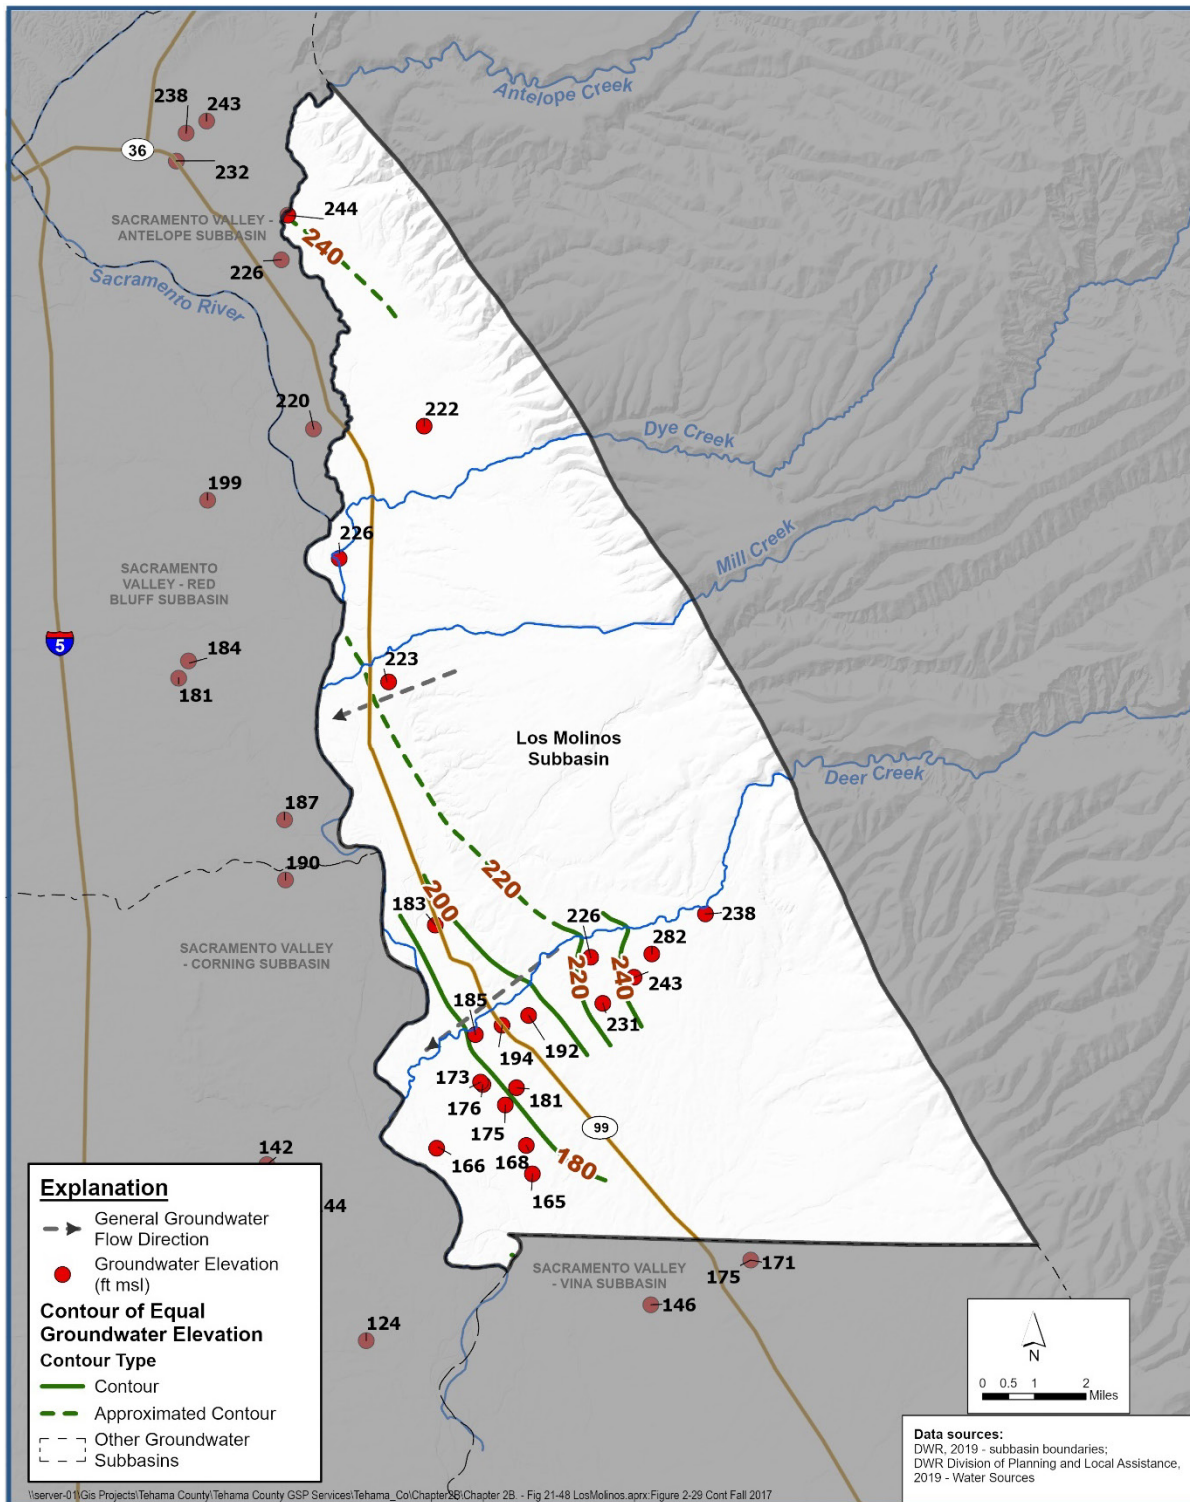 Antelope Creek
238
243
36
232
244
SACRAMENTO VALLEY -
ANTELOPE SUBBASIN
240
226
Sacramento River
220
222
Dye Creek
199
226
Mill Creek
SACRAMENTO
VALLEY - RED
BLUFF SUBBASIN
5
184
181
223
Los Molinos
Subbasin
Deer Creek
187
190
220
200
183
226
238
282
SACRAMENTO VALLEY
- CORNING SUBBASIN
220
240
243
231
185
194
192
173
176
181
175
99
142
166
168
180
165
44
SACRAMENTO VALLEY
- VINA SUBBASIN
175
171
146
124
Explanation
General Groundwater
Flow Direction
Groundwater Elevation
(ft msl)
Contour of Equal
Groundwater Elevation
Contour Type
Contour
Approximated Contour
Other Groundwater
Subbasins
N
0 0.5 1 2
Miles
Data sources:
DWR, 2019 - subbasin boundaries;
DWR Division of Planning and Local Assistance,
2019 - Water Sources
\\server-01\Gis Projects\Tehama County\Tehama County GSP Services\Tehama_Co\Chapter2B\Chapter 2B. - Fig 21-48 LosMolinos.aprx:Figure 2-29 Cont Fall 2017